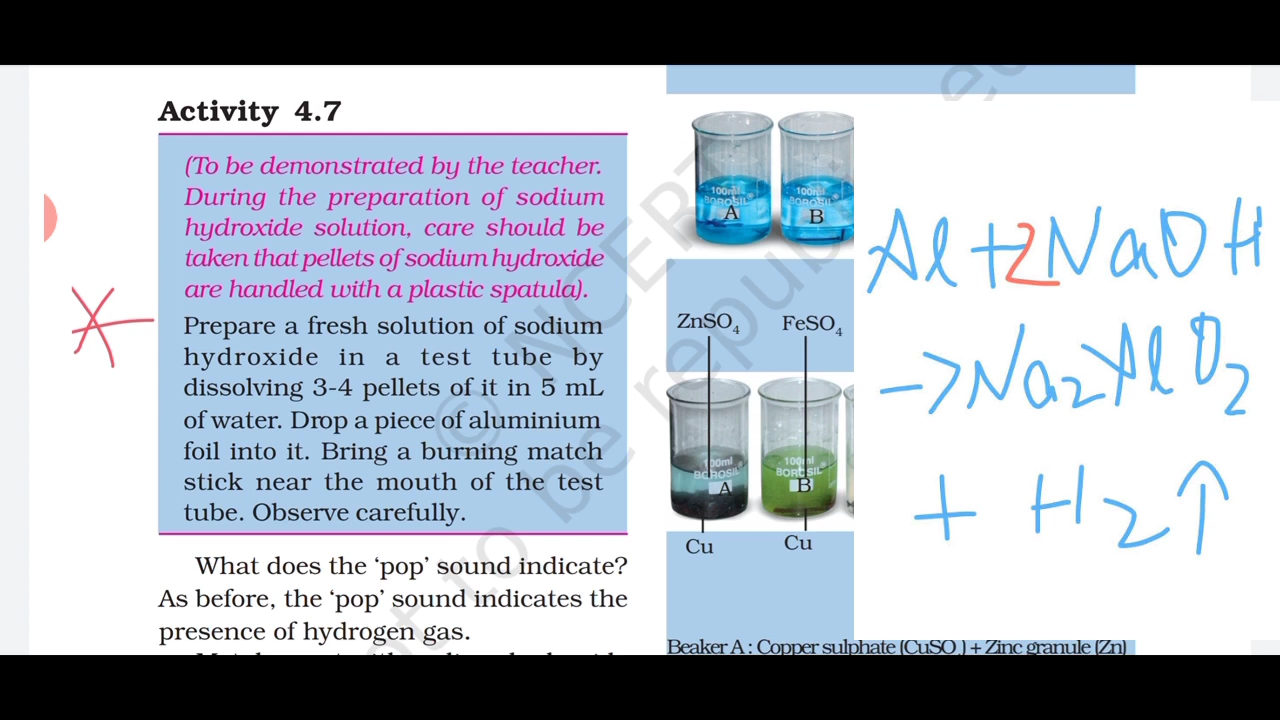 Activity 4.7
(To be demonstrated by the teacher.
During the preparation of sodium
hydroxide solution, care should be
taken that pellets of sodium hydroxide
are handled with a plastic spatula).
Prepare a fresh solution of sodium
hydroxide in a test tube by
dissolving 3-4 pellets of it in 5 mL
of water. Drop a piece of aluminium
foil into it. Bring a burning match
stick near the mouth of the test
tube. Observe carefully.
What does the ‘pop’ sound indicate?
As before, the ‘pop’ sound indicates the
presence of hydrogen gas.
100ml
BOROSIL
A
100ml
BOROSIL
B
ZnSO₄
FeSO₄
100ml
BOROSIL
A
100ml
BOROSIL
B
Cu
Cu
Beaker A : Copper sulphate (CuSO₄) + Zinc granule (Zn)
Al + 2NaOH
→ Na₂AlO₂
+ H₂↑
© NCERT
not to be republished